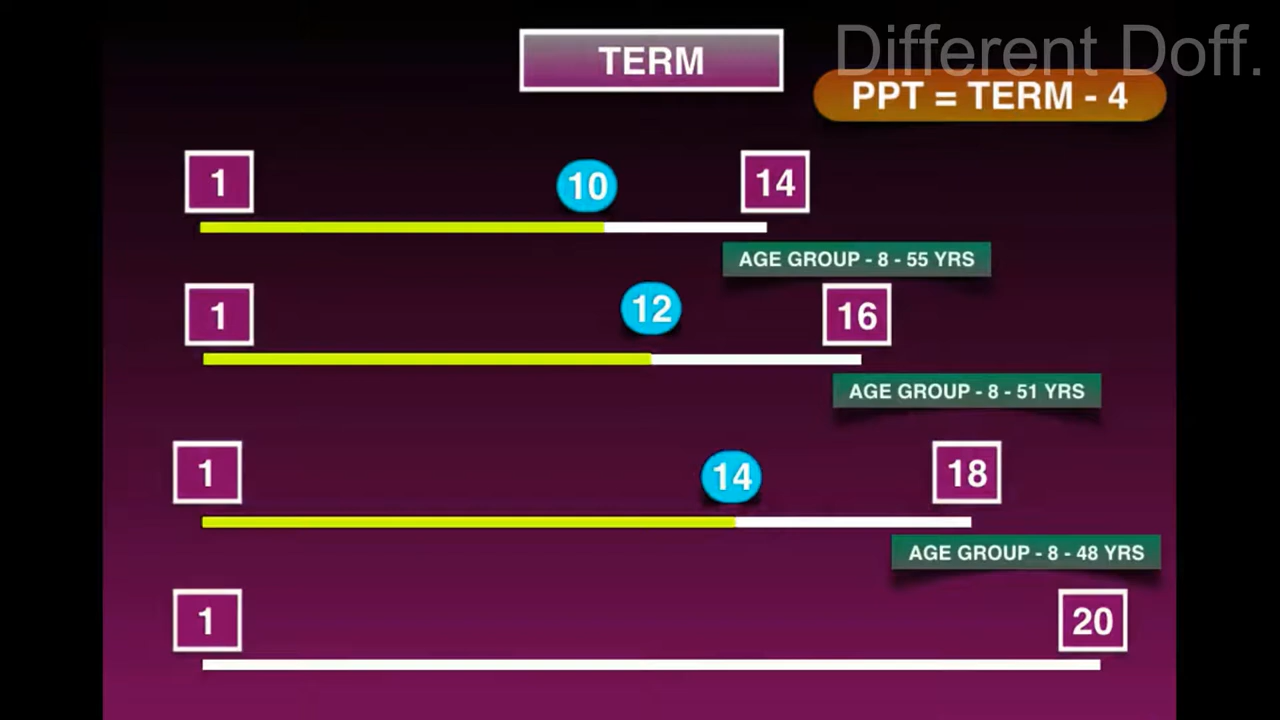 Different Doff.
TERM
PPT = TERM - 4
1 10 14
AGE GROUP - 8 - 55 YRS
1 12 16
AGE GROUP - 8 - 51 YRS
1 14 18
AGE GROUP - 8 - 48 YRS
1 20